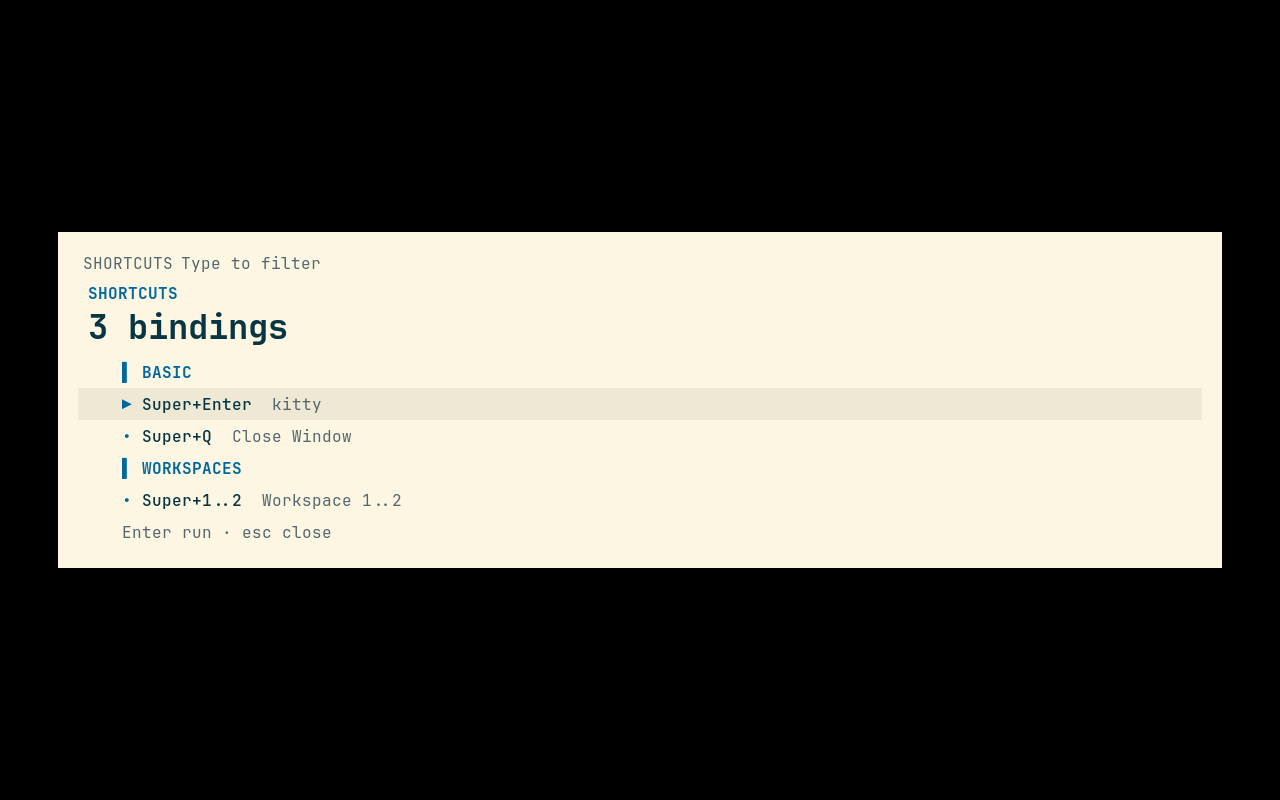 SHORTCUTS Type to filter
SHORTCUTS
3 bindings
BASIC
▶ Super+Enter kitty
• Super+Q Close Window
WORKSPACES
• Super+1..2 Workspace 1..2
Enter run · esc close